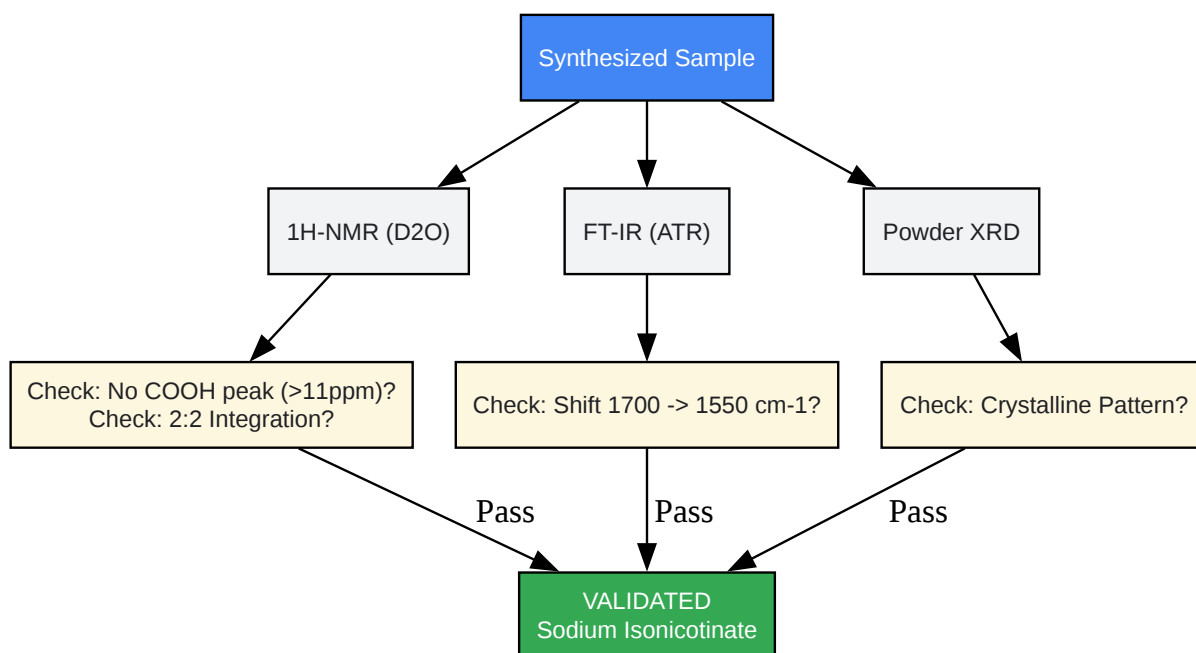 Synthesized Sample
1H-NMR (D2O)
FT-IR (ATR)
Powder XRD
Check: No COOH peak (>11ppm)?
Check: 2:2 Integration?
Check: Shift 1700 -> 1550 cm-1?
Check: Crystalline Pattern?
Pass
Pass
Pass
VALIDATED
Sodium Isonicotinate